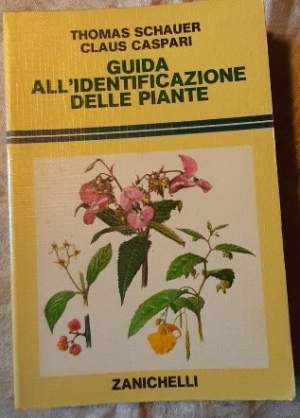 THOMAS SCHAUER
CLAUS CASPARI
GUIDA
ALL'IDENTIFICAZIONE
DELLE PIANTE
ZANICHELLI